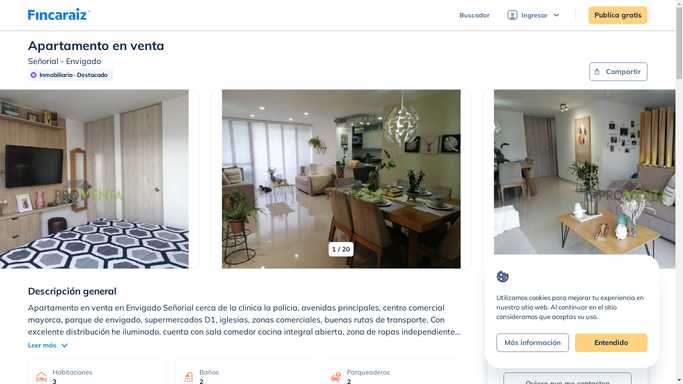 Fincaraiz
Buscador
Ingresar
Publica gratis
Apartamento en venta
Señorial - Envigado
Inmobiliaria · Destacado
Compartir
PROVENTA
PROVENTA
PROVENTA
1 / 20
Descripción general
Apartamento en venta en Envigado Señorial cerca de la clinica la policia, avenidas principales, centro comercial
mayorca, parque de envigado, supermercados D1, iglesias, zonas comerciales, buenas rutas de transporte. Con
excelente distribución he iluminado, cuenta con sala comedor cocina integral abierta, zona de ropas independiente...
Leer más
Habitaciones
3
Baños
2
Parqueaderos
2
Utilizamos cookies para mejorar tu experiencia en
nuestro sitio web. Al continuar en el sitio
consideramos que aceptas su uso.
Más información
Entendido
Quiero que me contacten